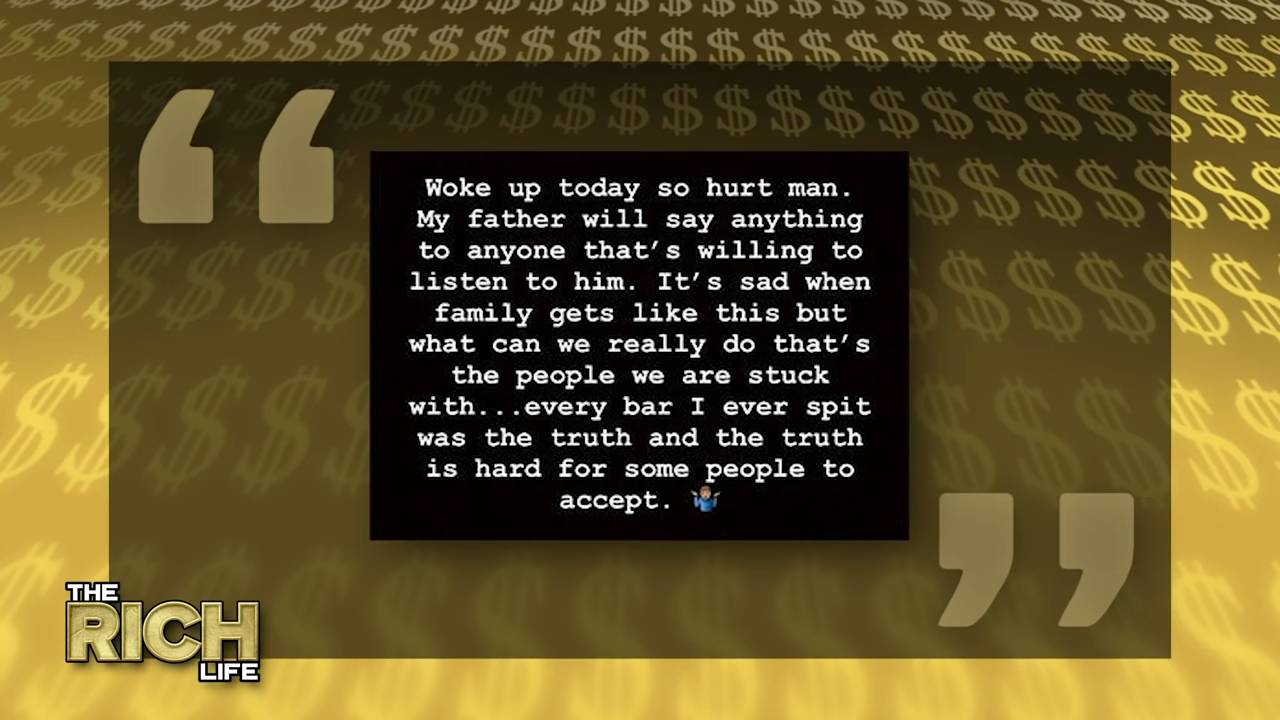 Woke up today so hurt man.
My father will say anything
to anyone that’s willing to
listen to him. It’s sad when
family gets like this but
what can we really do that’s
the people we are stuck
with...every bar I ever spit
was the truth and the truth
is hard for some people to
accept. 🤷🏽‍♂️
THE
RICH
LIFE